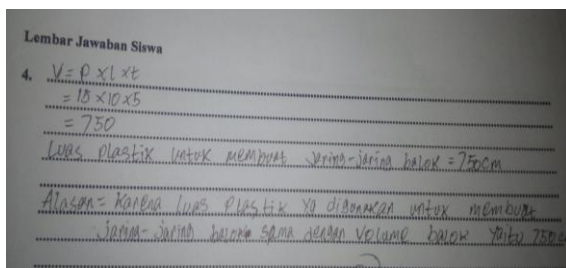 Lembar Jawaban Siswa
4. V = p x l x t
= 15 x 10 x 5
= 750
Luas plastik untuk membuat jaring-jaring balok = 750cm
Alasan = Karena luas plastik yg digunakan untuk membuat
jaring-jaring balok sama dengan volume balok yaitu 750 c